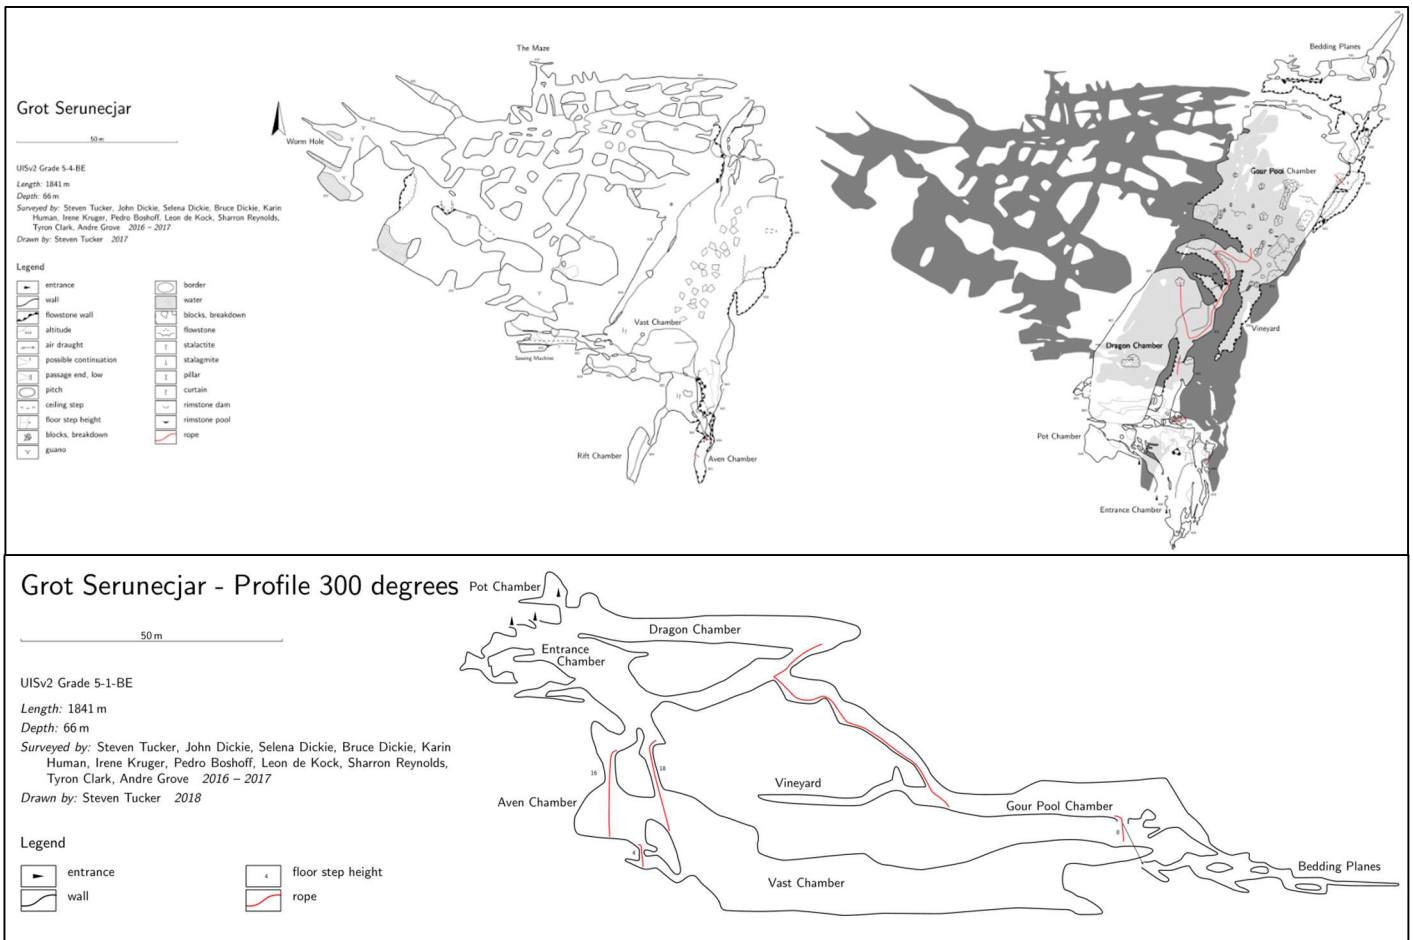 Grot Serunecjar
50 m
UISv2 Grade 5-4-BE
Length: 1841 m
Depth: 66 m
Surveyed by: Steven Tucker, John Dickie, Selena Dickie, Bruce Dickie, Karin
Human, Irene Kruger, Pedro Boshoff, Leon de Kock, Sharron Reynolds,
Tyron Clark, Andre Grove 2016 – 2017
Drawn by: Steven Tucker 2017
Legend
entrance
wall
flowstone wall
altitude
air draught
possible continuation
passage end, low
pitch
ceiling step
floor step height
blocks, breakdown
guano
border
water
blocks, breakdown
flowstone
stalactite
stalagmite
pillar
curtain
rimstone dam
rimstone pool
rope
The Maze
Worm Hole
Vast Chamber
Sewing Machine
Rift Chamber
Aven Chamber
Bedding Planes
Gour Pool Chamber
Vineyard
Dragon Chamber
Pot Chamber
Entrance Chamber
Grot Serunecjar - Profile 300 degrees
50 m
UISv2 Grade 5-1-BE
Length: 1841 m
Depth: 66 m
Surveyed by: Steven Tucker, John Dickie, Selena Dickie, Bruce Dickie, Karin
Human, Irene Kruger, Pedro Boshoff, Leon de Kock, Sharron Reynolds,
Tyron Clark, Andre Grove 2016 – 2017
Drawn by: Steven Tucker 2018
Legend
entrance
wall
4
floor step height
rope
Pot Chamber
Dragon Chamber
Entrance
Chamber
16
18
Aven Chamber
Vineyard
Gour Pool Chamber
8
4
Vast Chamber
Bedding Planes